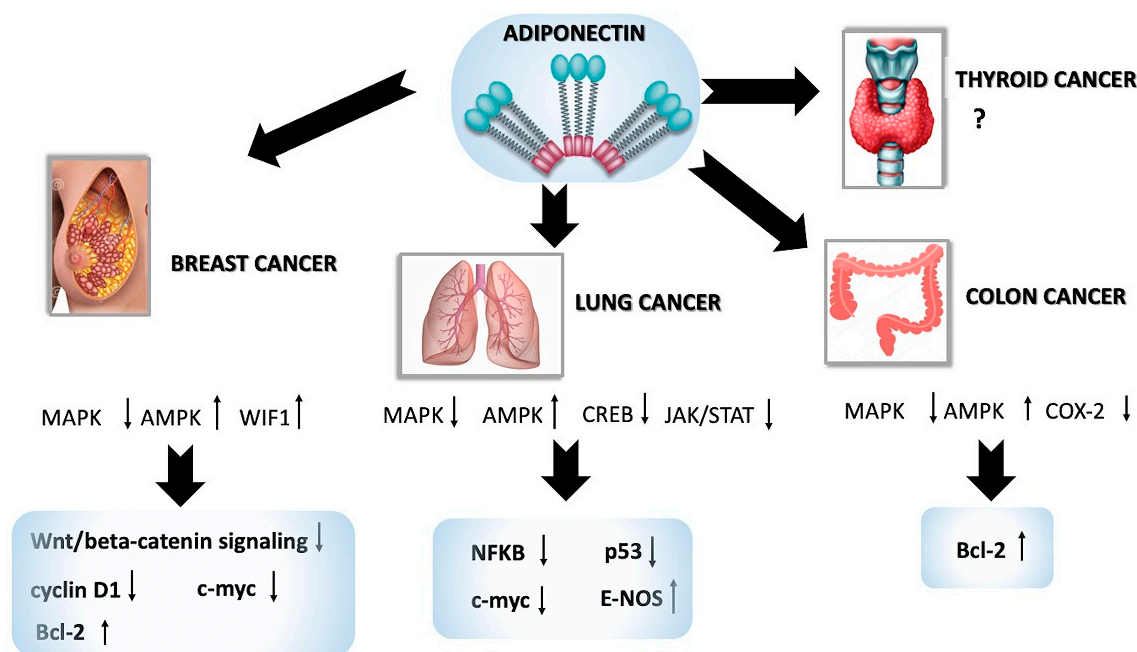 ADIPONECTIN
THYROID CANCER
?
BREAST CANCER
LUNG CANCER
COLON CANCER
MAPK ↓ AMPK ↑ WIF1 ↑
MAPK ↓ AMPK ↑ CREB ↓ JAK/STAT ↓
MAPK ↓ AMPK ↑ COX-2 ↓
Wnt/beta-catenin signaling ↓
cyclin D1 ↓ c-myc ↓
Bcl-2 ↑
NFKB ↓ p53 ↓
c-myc ↓ E-NOS ↑
Bcl-2 ↑